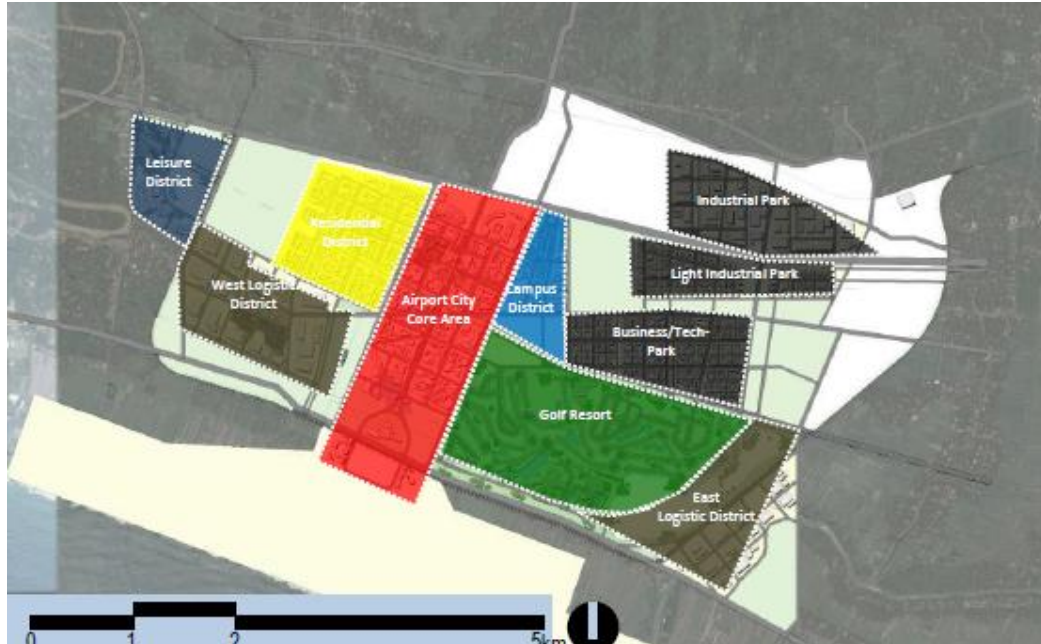 Leisure
District
Residential
District
West Logistic
District
Airport City
Core Area
Campus
District
Industrial Park
Light Industrial Park
Business/Tech-
Park
Golf Resort
East
Logistic District
0 1 2 5km